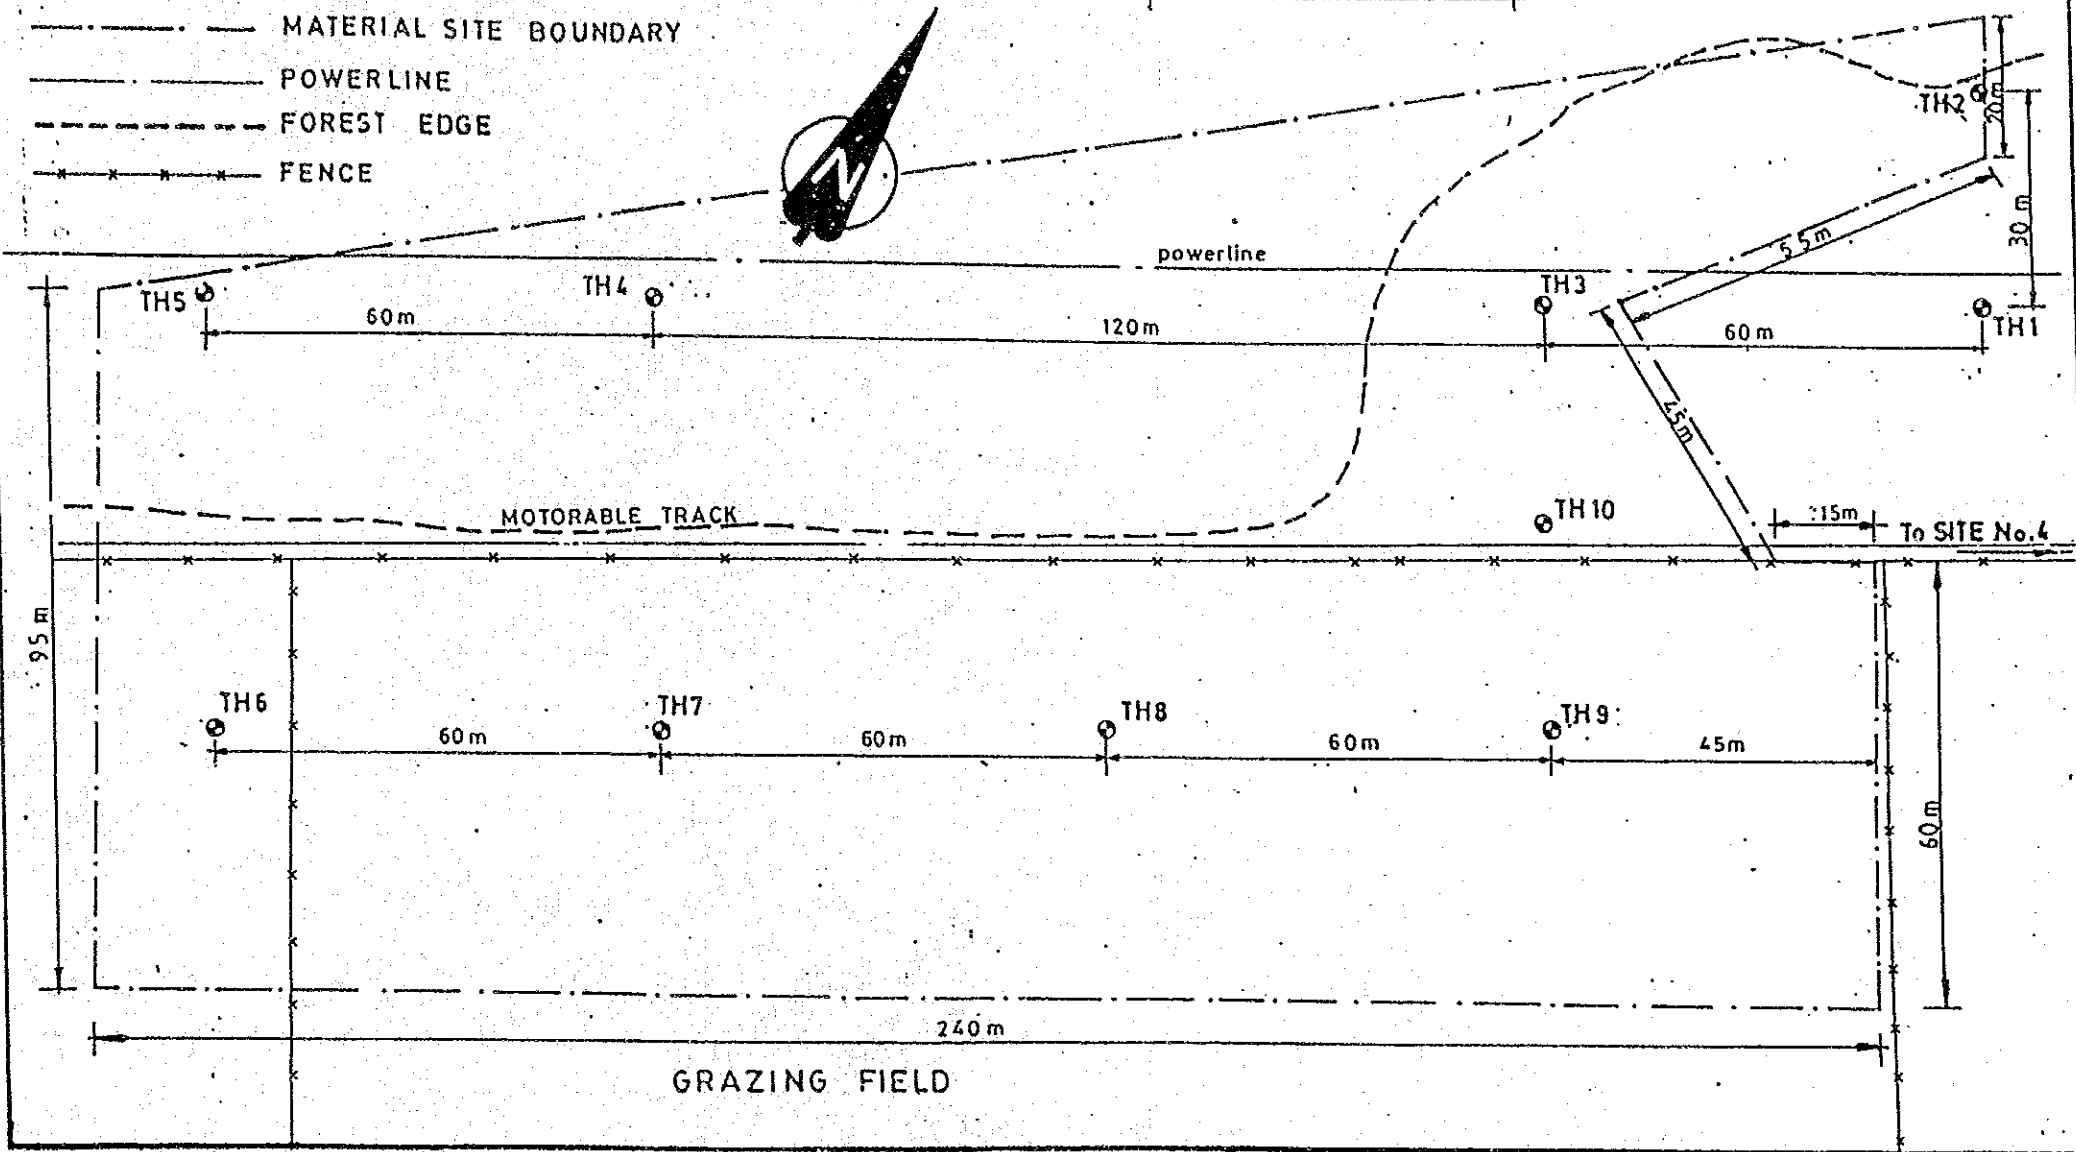 MATERIAL SITE BOUNDARY
POWERLINE
FOREST EDGE
FENCE
N
TH2
20m
30m
55m
powerline
TH5
TH4
TH3
TH1
60m
120m
60m
45m
MOTORABLE TRACK
TH10
15m
To SITE No.4
95m
TH6
TH7
TH8
TH9
60m
60m
60m
45m
60m
240m
GRAZING FIELD